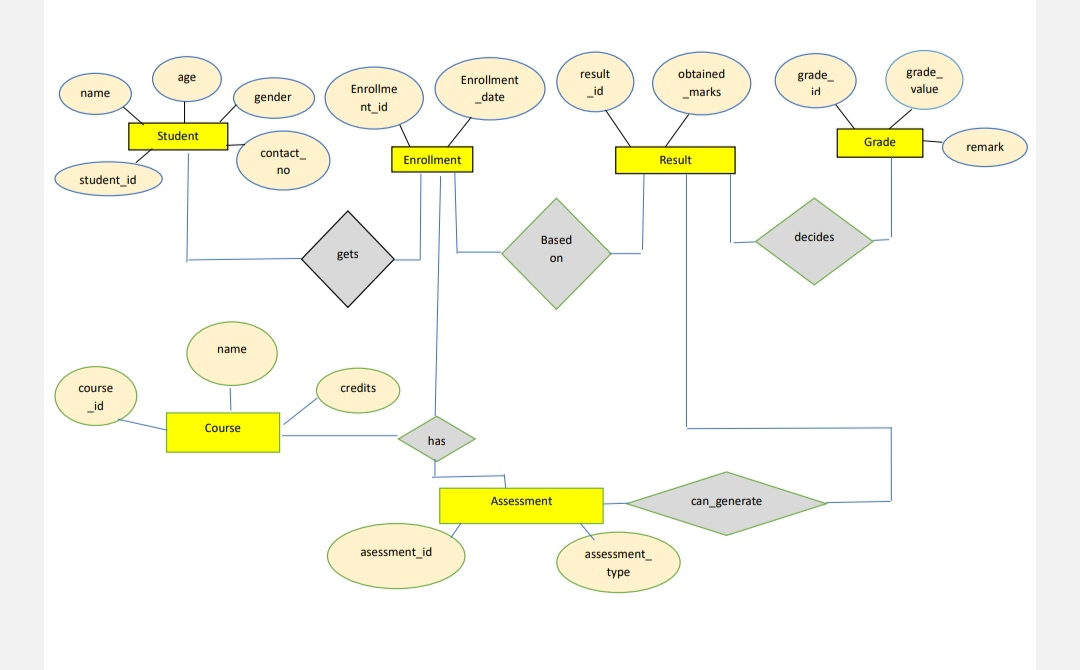 name
age
gender
Student
contact_
no
student_id
Enrollme
nt_id
Enrollment
_date
Enrollment
result
_id
obtained
_marks
Result
grade_
id
grade_
value
Grade
remark
gets
Based
on
decides
course
_id
name
credits
Course
has
Assessment
can_generate
asessment_id
assessment_
type